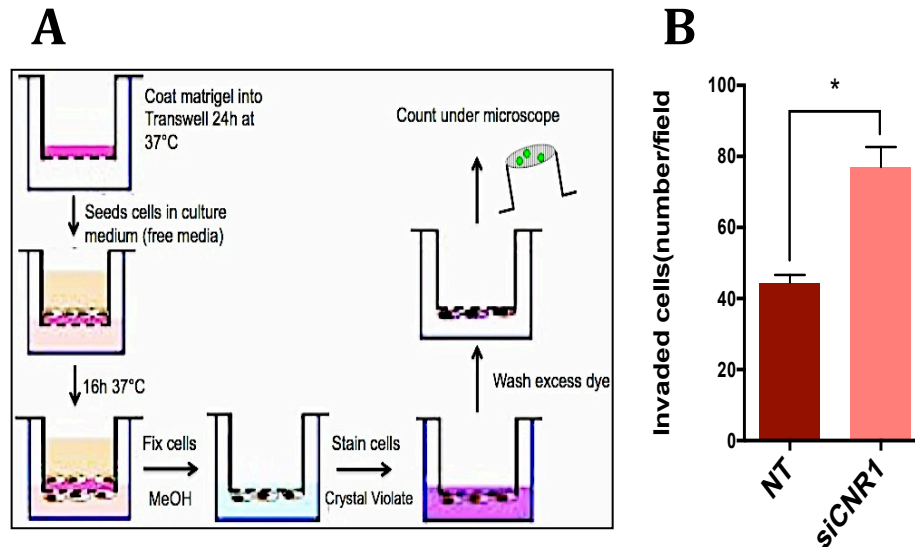 A
Coat matrigel into
Transwell 24h at
37°C
Seeds cells in culture
medium (free media)
16h 37°C
Fix cells
MeOH
Stain cells
Crystal Violate
Wash excess dye
Count under microscope
B
Invaded cells(number/field
100
80
60
40
20
0
*
NT
siCNR1